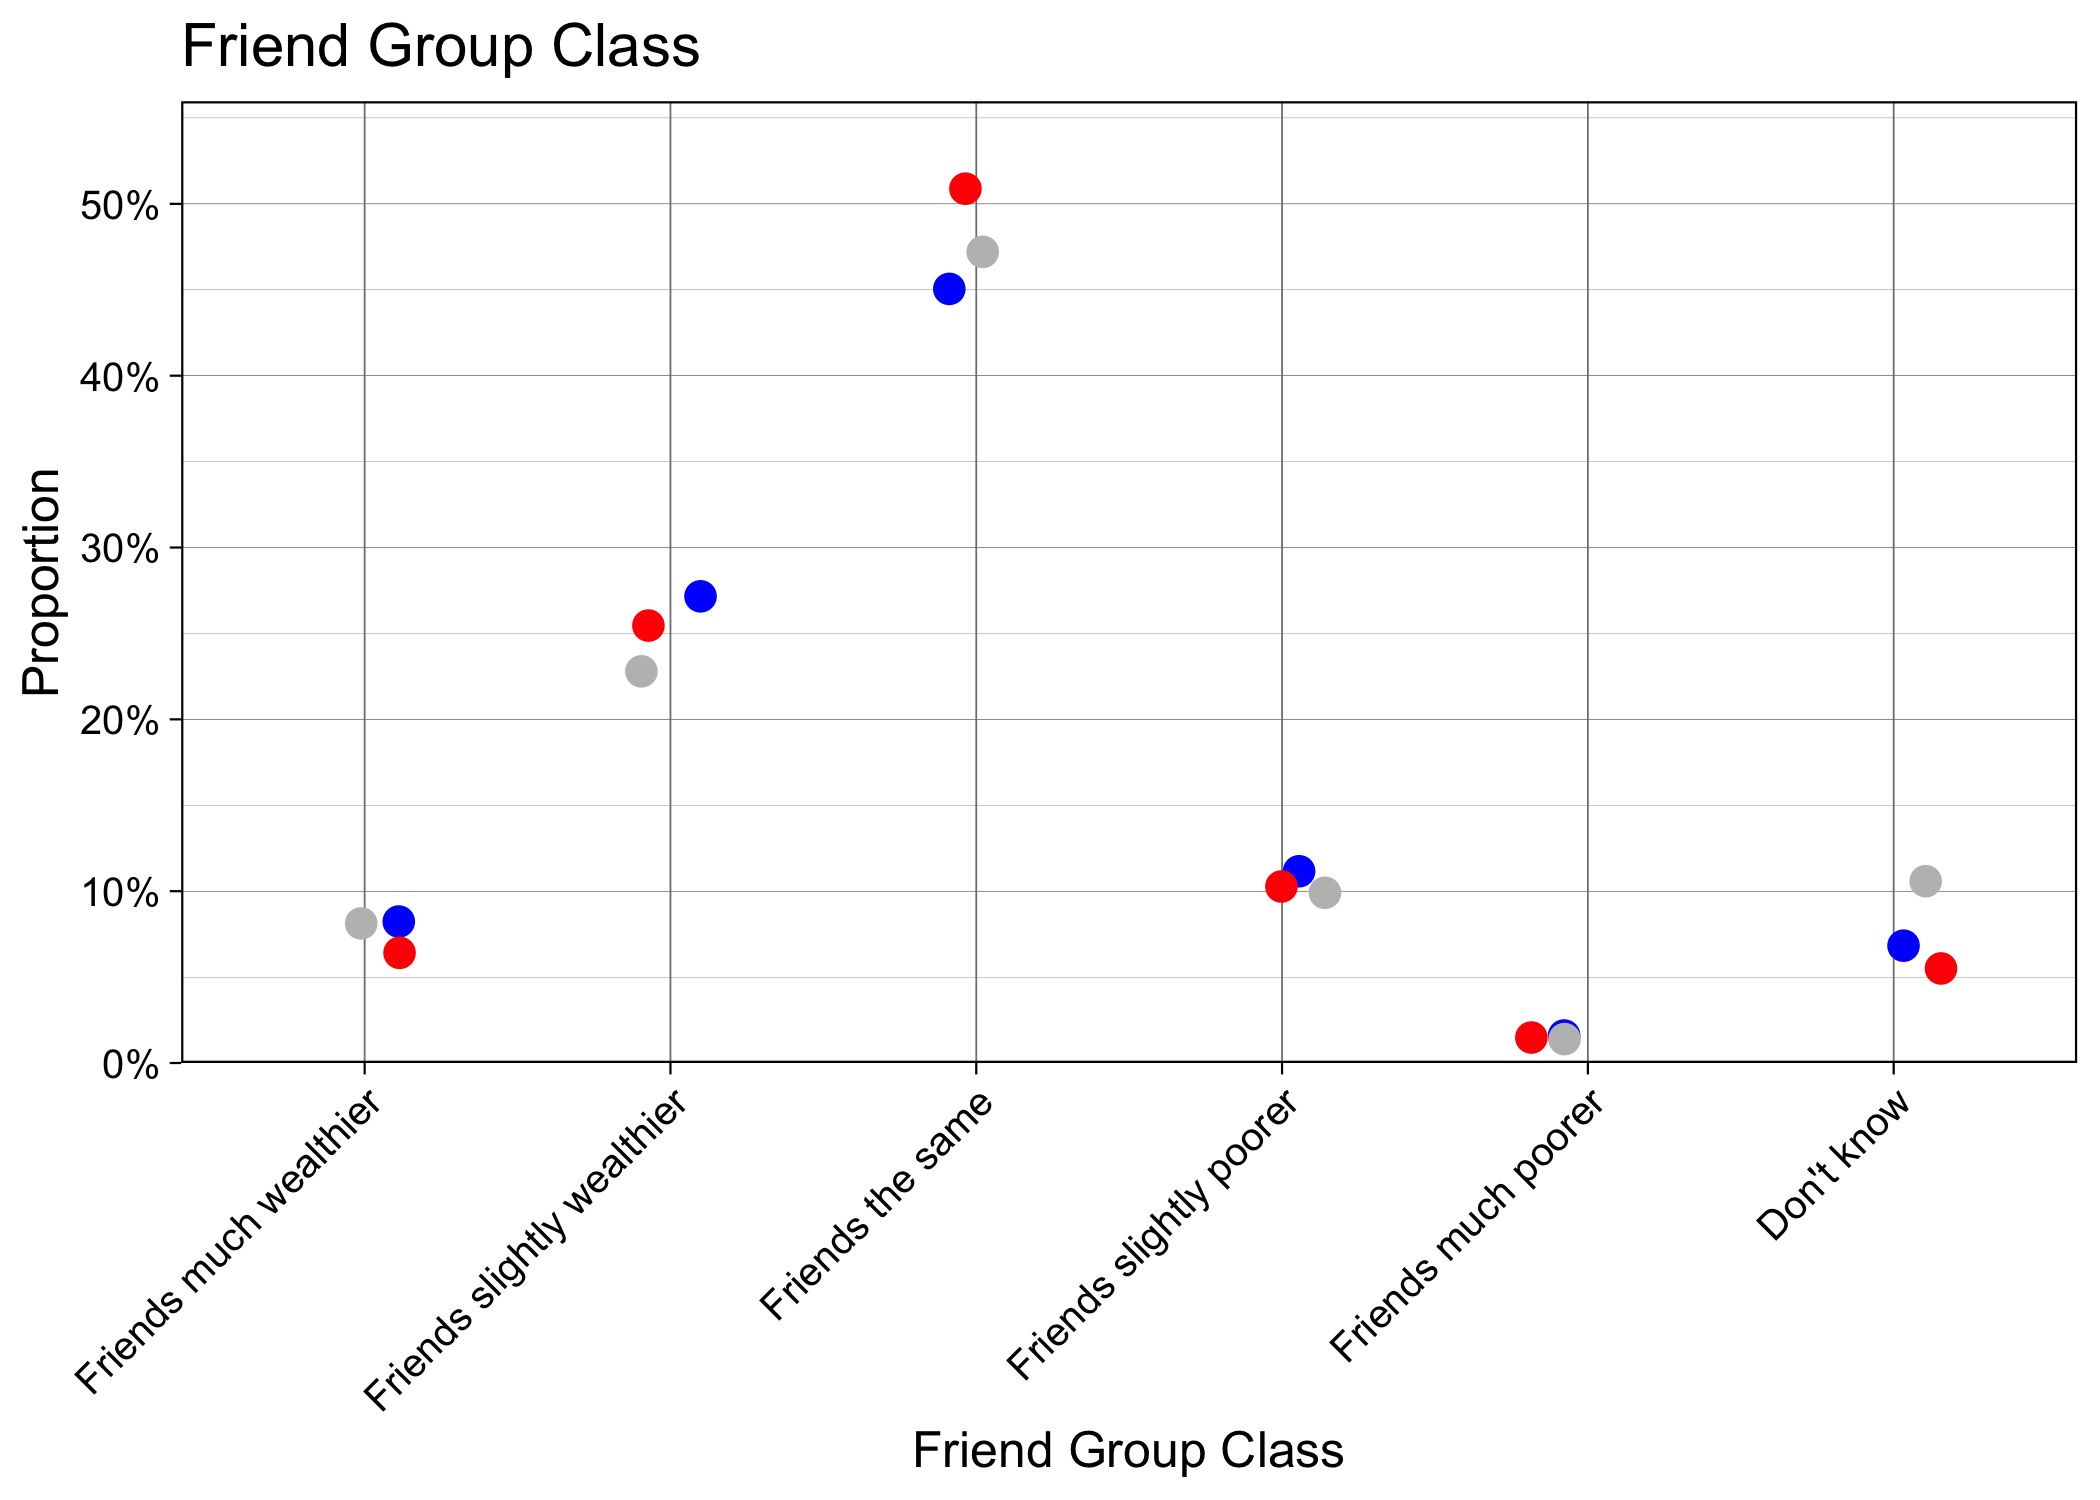 Friend Group Class
Proportion
50%
40%
30%
20%
10%
0%
Friends much wealthier
Friends slightly wealthier
Friends the same
Friends slightly poorer
Friends much poorer
Don't know
Friend Group Class